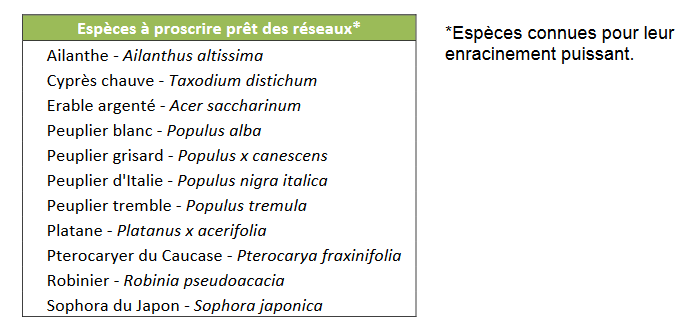 Espèces à proscrire prêt des réseaux*
Ailanthe - Ailanthus altissima
Cyprès chauve - Taxodium distichum
Erable argenté - Acer saccharinum
Peuplier blanc - Populus alba
Peuplier grisard - Populus x canescens
Peuplier d'Italie - Populus nigra italica
Peuplier tremble - Populus tremula
Platane - Platanus x acerifolia
Pterocaryer du Caucase - Pterocarya fraxinifolia
Robinier - Robinia pseudoacacia
Sophora du Japon - Sophora japonica
*Espèces connues pour leur
enracinement puissant.